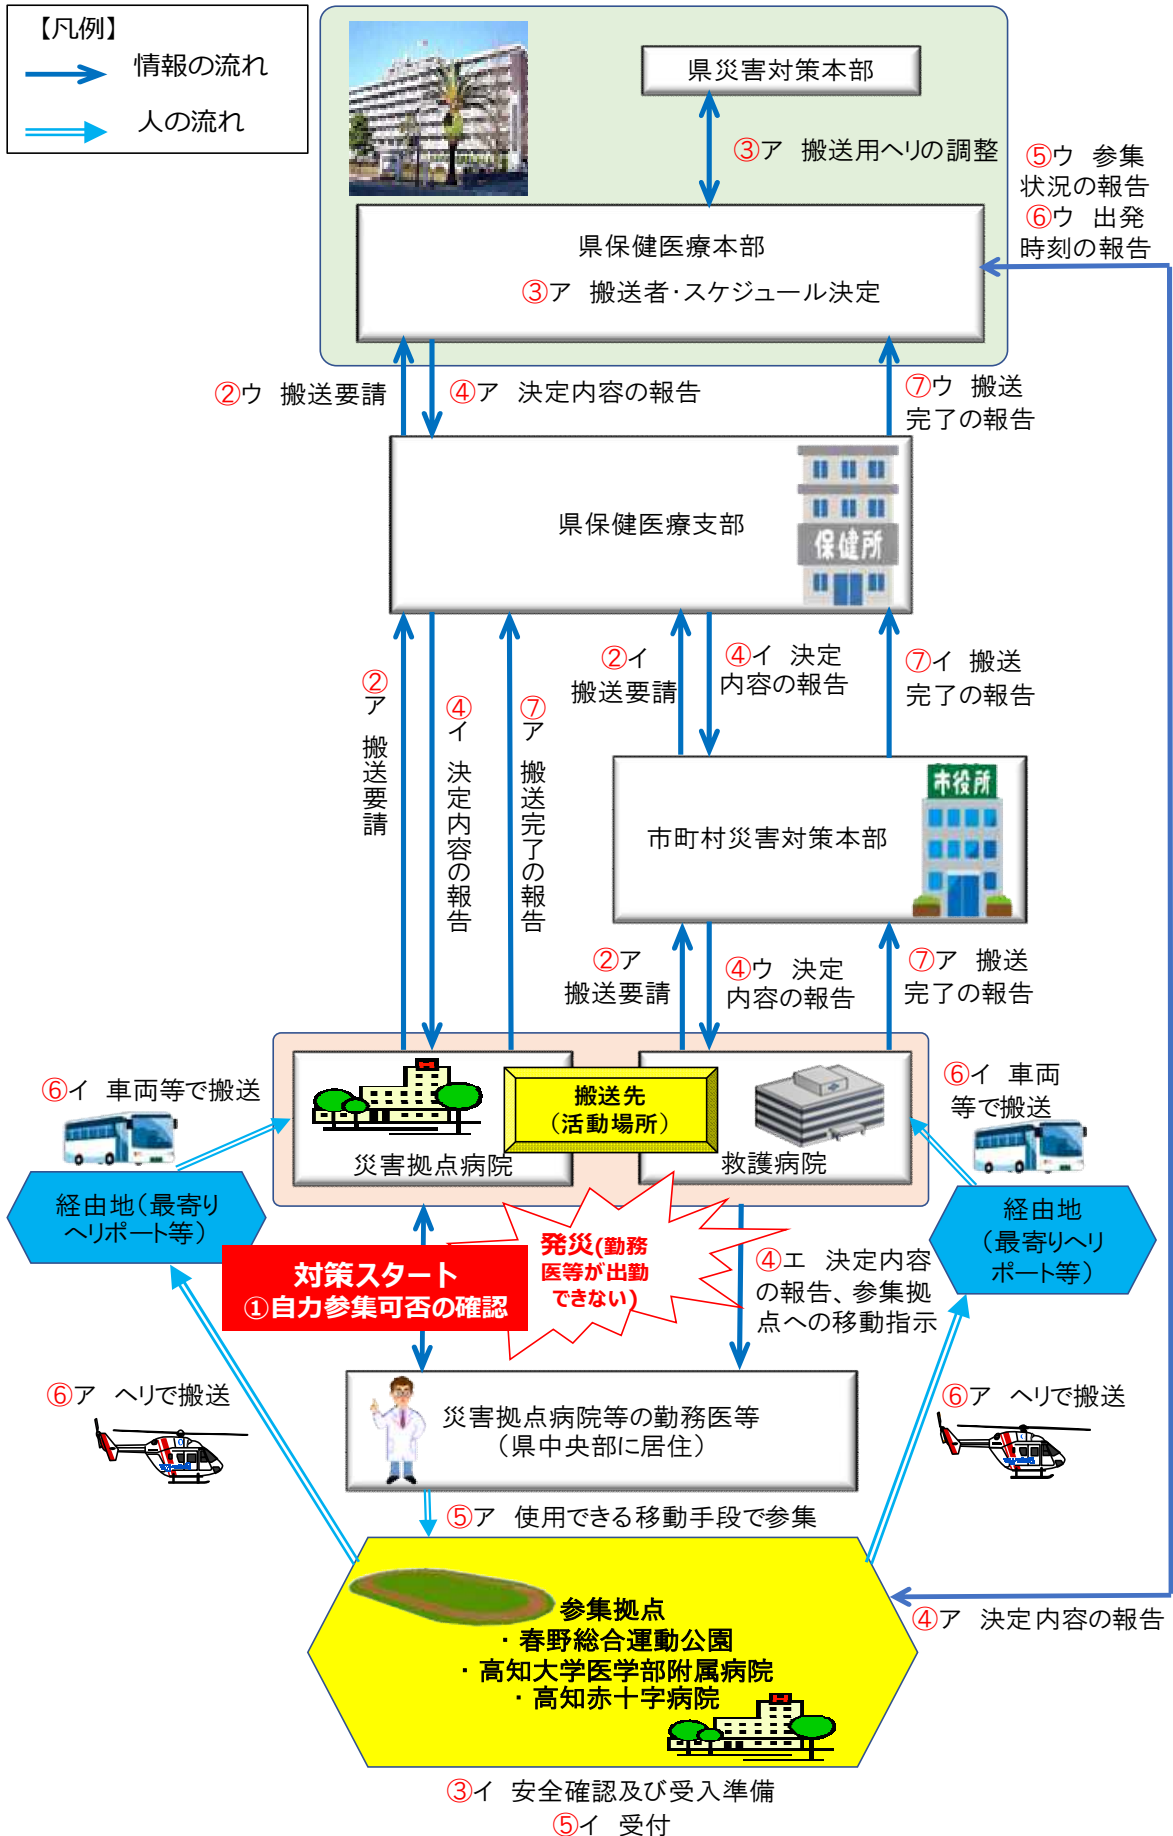 【凡例】
情報の流れ
人の流れ
県災害対策本部
③ア 搬送用ヘリの調整
⑤ウ 参集
状況の報告
⑥ウ 出発
時刻の報告
県保健医療本部
③ア 搬送者・スケジュール決定
②ウ 搬送要請
④ア 決定内容の報告
⑦ウ 搬送
完了の報告
県保健医療支部
保健所
②ア 搬送要請
④イ 決定内容の報告
⑦ア 搬送完了の報告
②イ
搬送要請
④イ 決定
内容の報告
⑦イ 搬送
完了の報告
市町村災害対策本部
市役所
②ア
搬送要請
④ウ 決定
内容の報告
⑦ア 搬送
完了の報告
⑥イ 車両等で搬送
搬送先
(活動場所)
災害拠点病院
救護病院
⑥イ 車両
等で搬送
経由地(最寄り
ヘリポート等)
経由地
(最寄りヘリ
ポート等)
対策スタート
①自力参集可否の確認
発災(勤務
医等が出勤
できない)
④エ 決定内容
の報告、参集拠
点への移動指示
⑥ア ヘリで搬送
⑥ア ヘリで搬送
災害拠点病院等の勤務医等
(県中央部に居住)
⑤ア 使用できる移動手段で参集
参集拠点
・春野総合運動公園
・高知大学医学部附属病院
・高知赤十字病院
④ア 決定内容の報告
③イ 安全確認及び受入準備
⑤イ 受付